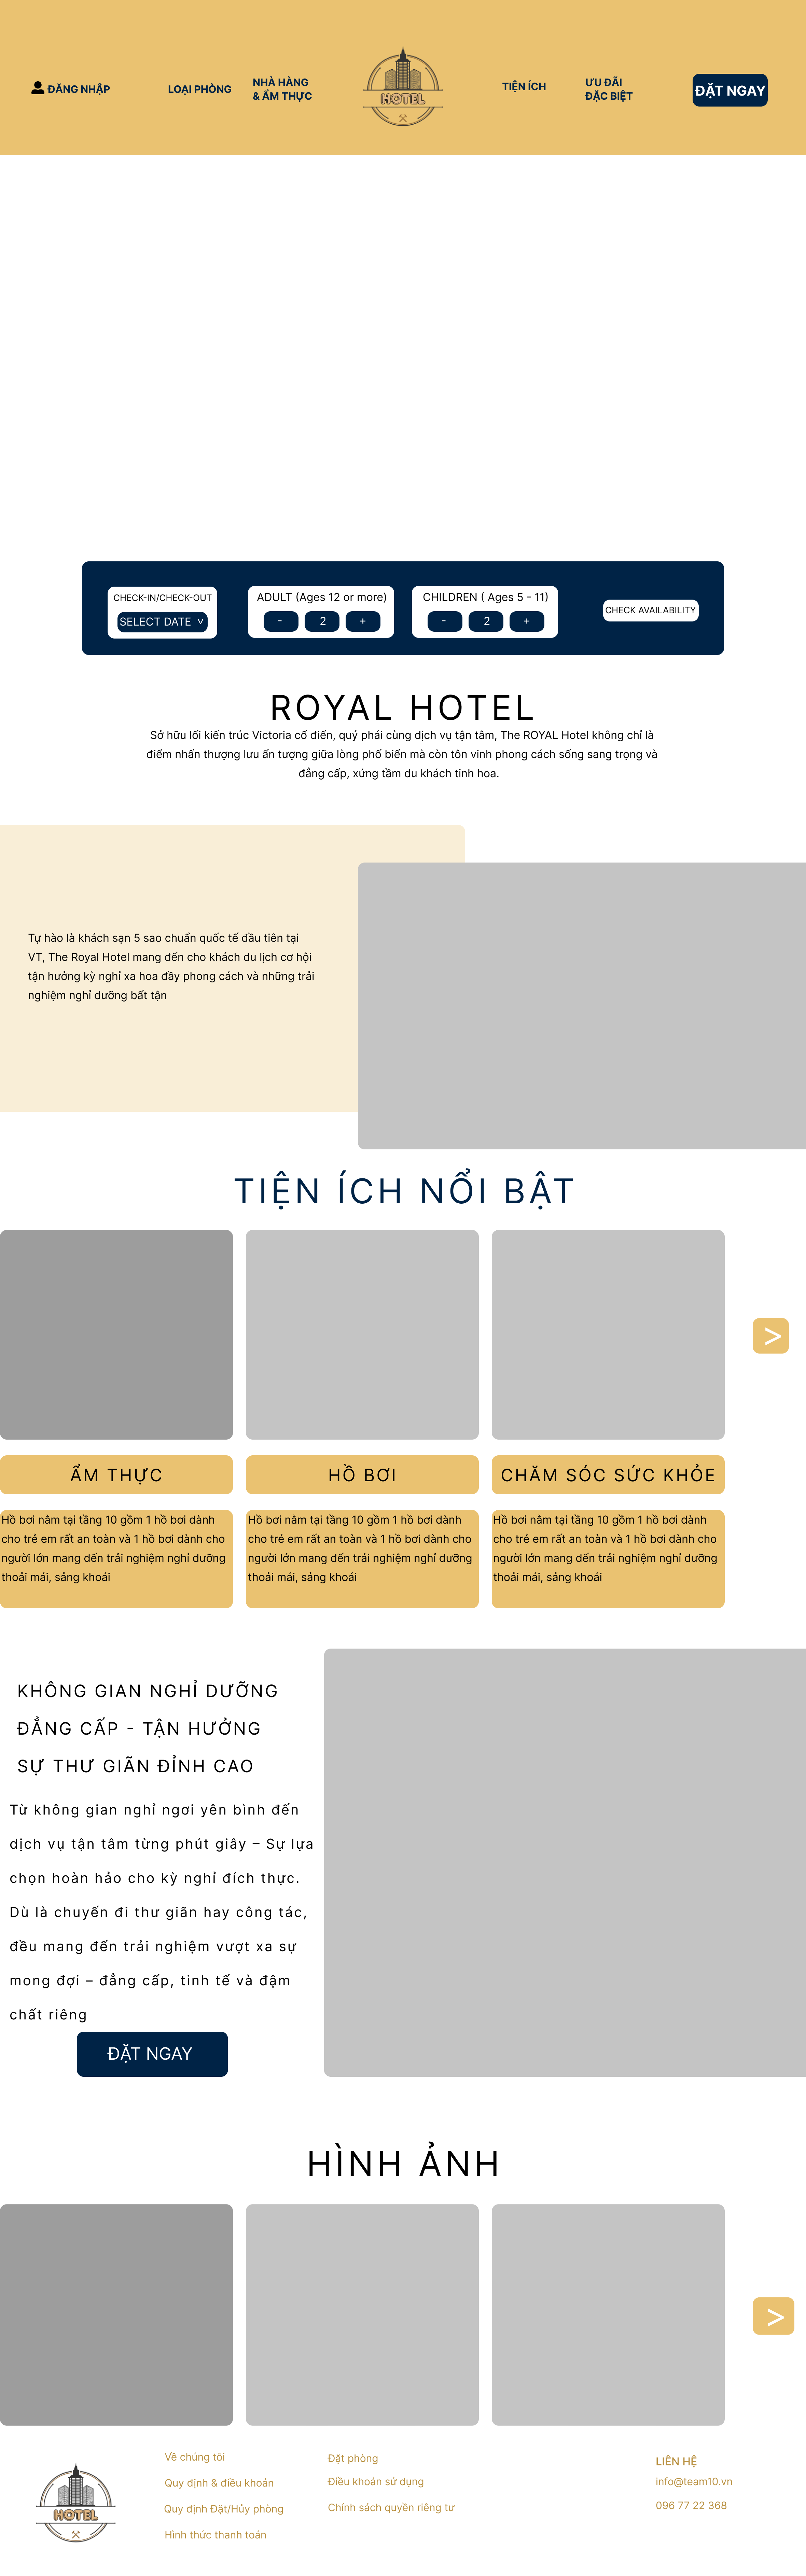 ĐĂNG NHẬP
LOẠI PHÒNG
NHÀ HÀNG
& ẨM THỰC
HOTEL
TIỆN ÍCH
ƯU ĐÃI
ĐẶC BIỆT
ĐẶT NGAY
CHECK-IN/CHECK-OUT
SELECT DATE ˅
ADULT (Ages 12 or more)
- 2 +
CHILDREN ( Ages 5 - 11)
- 2 +
CHECK AVAILABILITY
ROYAL HOTEL
Sở hữu lối kiến trúc Victoria cổ điển, quý phái cùng dịch vụ tận tâm, The ROYAL Hotel không chỉ là
điểm nhấn thượng lưu ấn tượng giữa lòng phố biển mà còn tôn vinh phong cách sống sang trọng và
đẳng cấp, xứng tầm du khách tinh hoa.
Tự hào là khách sạn 5 sao chuẩn quốc tế đầu tiên tại
VT, The Royal Hotel mang đến cho khách du lịch cơ hội
tận hưởng kỳ nghỉ xa hoa đầy phong cách và những trải
nghiệm nghỉ dưỡng bất tận
TIỆN ÍCH NỔI BẬT
>
ẨM THỰC
HỒ BƠI
CHĂM SÓC SỨC KHỎE
Hồ bơi nằm tại tầng 10 gồm 1 hồ bơi dành
cho trẻ em rất an toàn và 1 hồ bơi dành cho
người lớn mang đến trải nghiệm nghỉ dưỡng
thoải mái, sảng khoái
Hồ bơi nằm tại tầng 10 gồm 1 hồ bơi dành
cho trẻ em rất an toàn và 1 hồ bơi dành cho
người lớn mang đến trải nghiệm nghỉ dưỡng
thoải mái, sảng khoái
Hồ bơi nằm tại tầng 10 gồm 1 hồ bơi dành
cho trẻ em rất an toàn và 1 hồ bơi dành cho
người lớn mang đến trải nghiệm nghỉ dưỡng
thoải mái, sảng khoái
KHÔNG GIAN NGHỈ DƯỠNG
ĐẲNG CẤP - TẬN HƯỞNG
SỰ THƯ GIÃN ĐỈNH CAO
Từ không gian nghỉ ngơi yên bình đến
dịch vụ tận tâm từng phút giây – Sự lựa
chọn hoàn hảo cho kỳ nghỉ đích thực.
Dù là chuyến đi thư giãn hay công tác,
đều mang đến trải nghiệm vượt xa sự
mong đợi – đẳng cấp, tinh tế và đậm
chất riêng
ĐẶT NGAY
HÌNH ẢNH
>
HOTEL
Về chúng tôi
Quy định & điều khoản
Quy định Đặt/Hủy phòng
Hình thức thanh toán
Đặt phòng
Điều khoản sử dụng
Chính sách quyền riêng tư
LIÊN HỆ
info@team10.vn
096 77 22 368